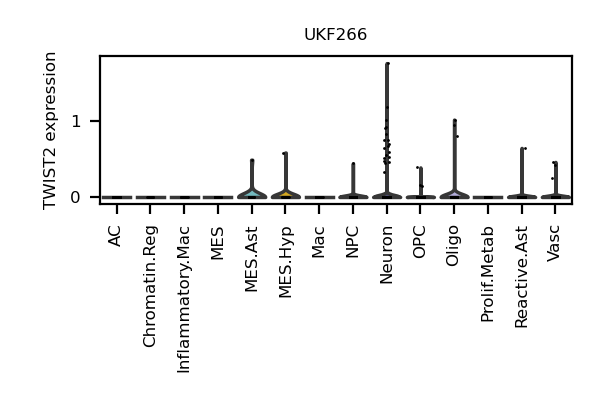 UKF266
TWIST2 expression
1
0
AC
Chromatin.Reg
Inflammatory.Mac
MES
MES.Ast
MES.Hyp
Mac
NPC
Neuron
OPC
Oligo
Prolif.Metab
Reactive.Ast
Vasc